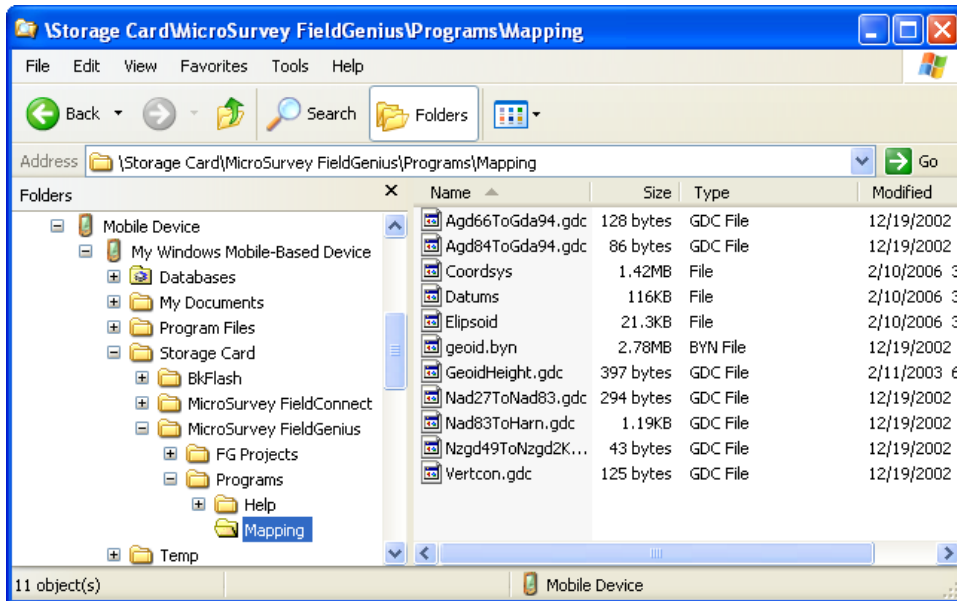 \Storage Card\MicroSurvey FieldGenius\Programs\Mapping
File Edit View Favorites Tools Help
Back Search Folders
Address \Storage Card\MicroSurvey FieldGenius\Programs\Mapping Go
Folders
Mobile Device
My Windows Mobile-Based Device
Databases
My Documents
Program Files
Storage Card
BkFlash
MicroSurvey FieldConnect
MicroSurvey FieldGenius
FG Projects
Programs
Help
Mapping
Temp
Name Size Type Modified
Agd66ToGda94.gdc 128 bytes GDC File 12/19/2002
Agd84ToGda94.gdc 86 bytes GDC File 12/19/2002
Coordsys 1.42MB File 2/10/2006 3
Datums 116KB File 2/10/2006 3
Elipsoid 21.3KB File 2/10/2006 3
geoid.byn 2.78MB BYN File 12/19/2002
GeoidHeight.gdc 397 bytes GDC File 2/11/2003 6
Nad27ToNad83.gdc 294 bytes GDC File 12/19/2002
Nad83ToHarn.gdc 1.19KB GDC File 12/19/2002
Nzgd49ToNzgd2K... 43 bytes GDC File 12/19/2002
Vertcon.gdc 125 bytes GDC File 12/19/2002
11 object(s) Mobile Device